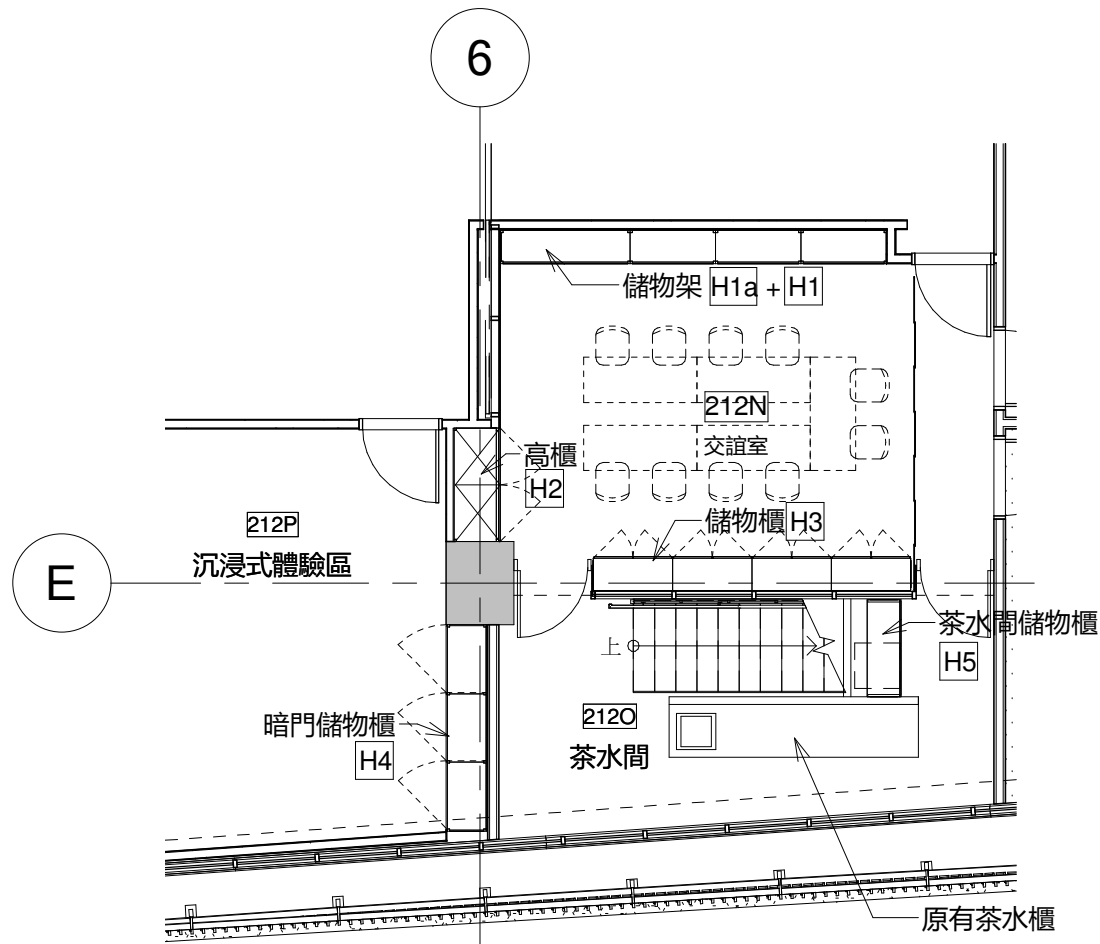 6
儲物架 H1a + H1
212N
交誼室
高櫃
H2
儲物櫃 H3
212P
沉浸式體驗區
E
茶水間儲物櫃
H5
上
212O
茶水間
暗門儲物櫃
H4
原有茶水櫃